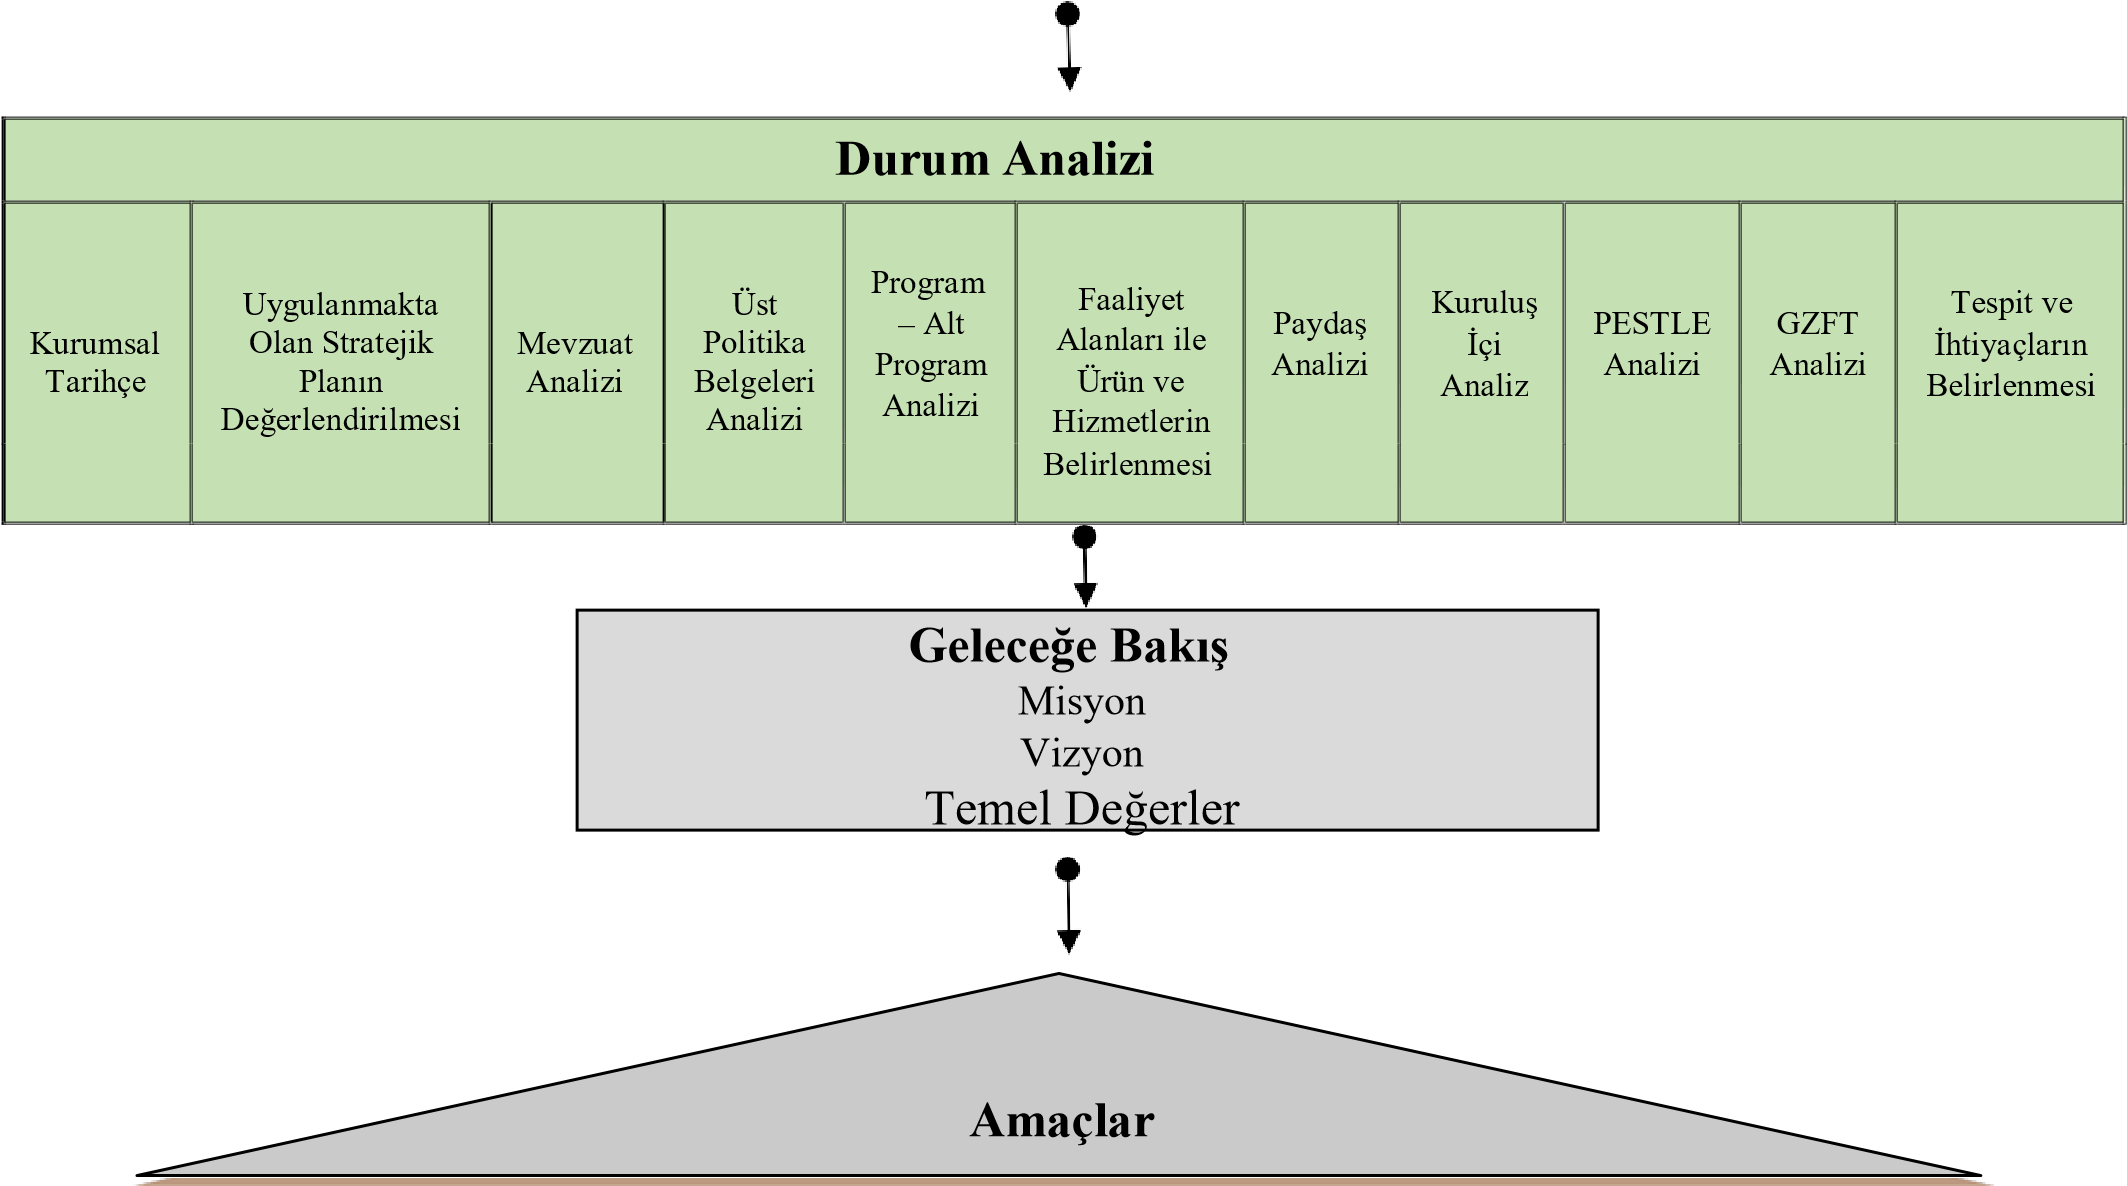 Durum Analizi
Kurumsal
Tarihçe
Uygulanmakta
Olan Stratejik
Planın
Değerlendirilmesi
Mevzuat
Analizi
Üst
Politika
Belgeleri
Analizi
Program
– Alt
Program
Analizi
Faaliyet
Alanları ile
Ürün ve
Hizmetlerin
Belirlenmesi
Paydaş
Analizi
Kuruluş
İçi
Analiz
PESTLE
Analizi
GZFT
Analizi
Tespit ve
İhtiyaçların
Belirlenmesi
Geleceğe Bakış
Misyon
Vizyon
Temel Değerler
Amaçlar